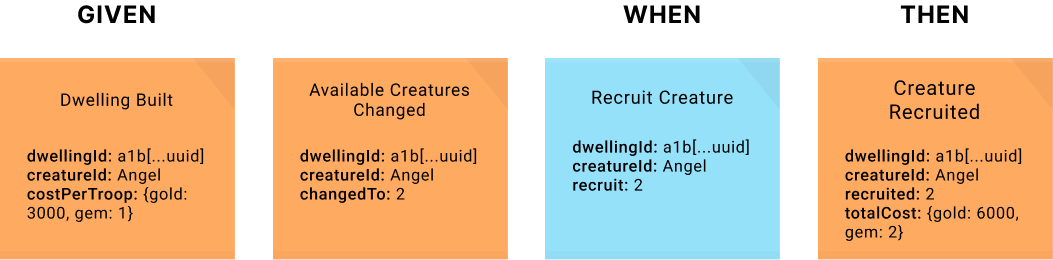 GIVEN
WHEN
THEN
Dwelling Built
dwellingId: a1b[...uuid]
creatureId: Angel
costPerTroop: {gold:
3000, gem: 1}
Available Creatures
Changed
dwellingId: a1b[...uuid]
creatureId: Angel
changedTo: 2
Recruit Creature
dwellingId: a1b[...uuid]
creatureId: Angel
recruit: 2
Creature
Recruited
dwellingId: a1b[...uuid]
creatureId: Angel
recruited: 2
totalCost: {gold: 6000,
gem: 2}